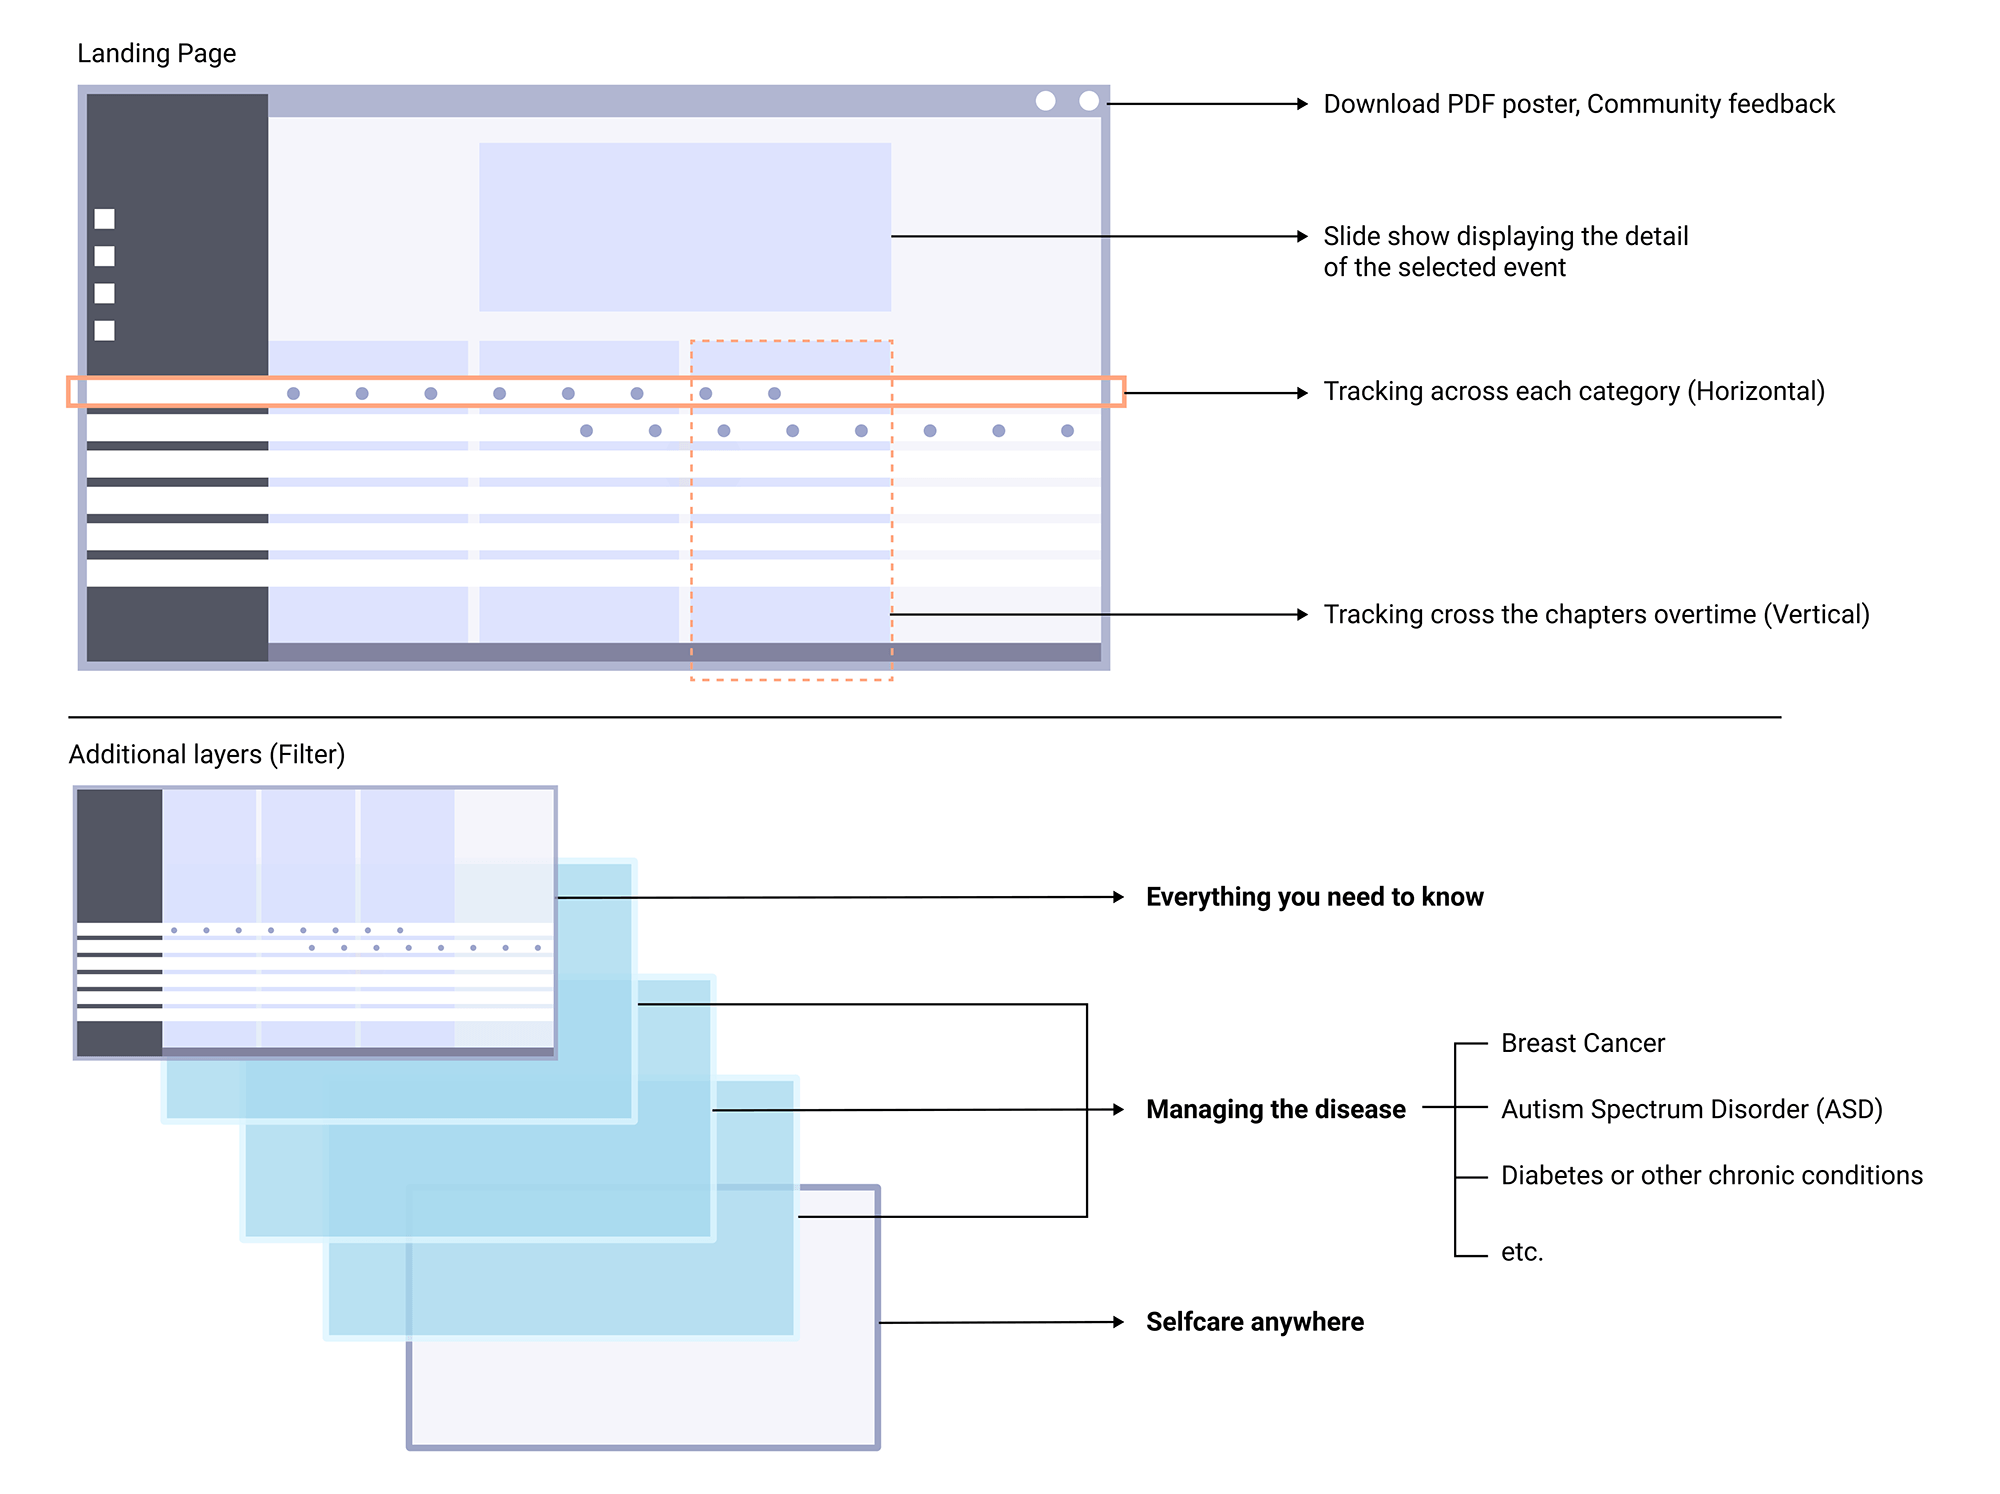 Landing Page
Download PDF poster, Community feedback
Slide show displaying the detail
of the selected event
Tracking across each category (Horizontal)
Tracking cross the chapters overtime (Vertical)
Additional layers (Filter)
Everything you need to know
Managing the disease
Breast Cancer
Autism Spectrum Disorder (ASD)
Diabetes or other chronic conditions
etc.
Selfcare anywhere